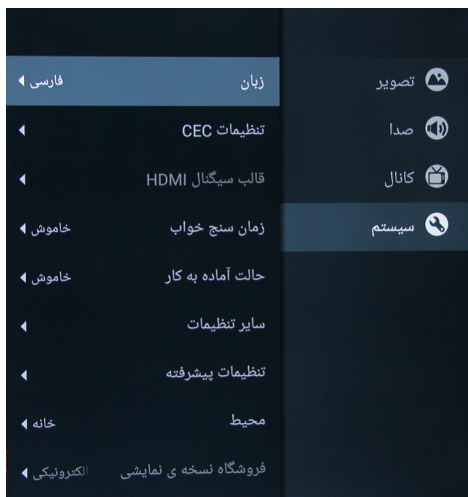 تصویر
صدا
کانال
سیستم
زبان فارسی
تنظیمات CEC
قالب سیگنال HDMI
زمان سنج خواب خاموش
حالت آماده به کار خاموش
سایر تنظیمات
تنظیمات پیشرفته
محیط خانه
فروشگاه نسخه ی نمایشی الکترونیکی